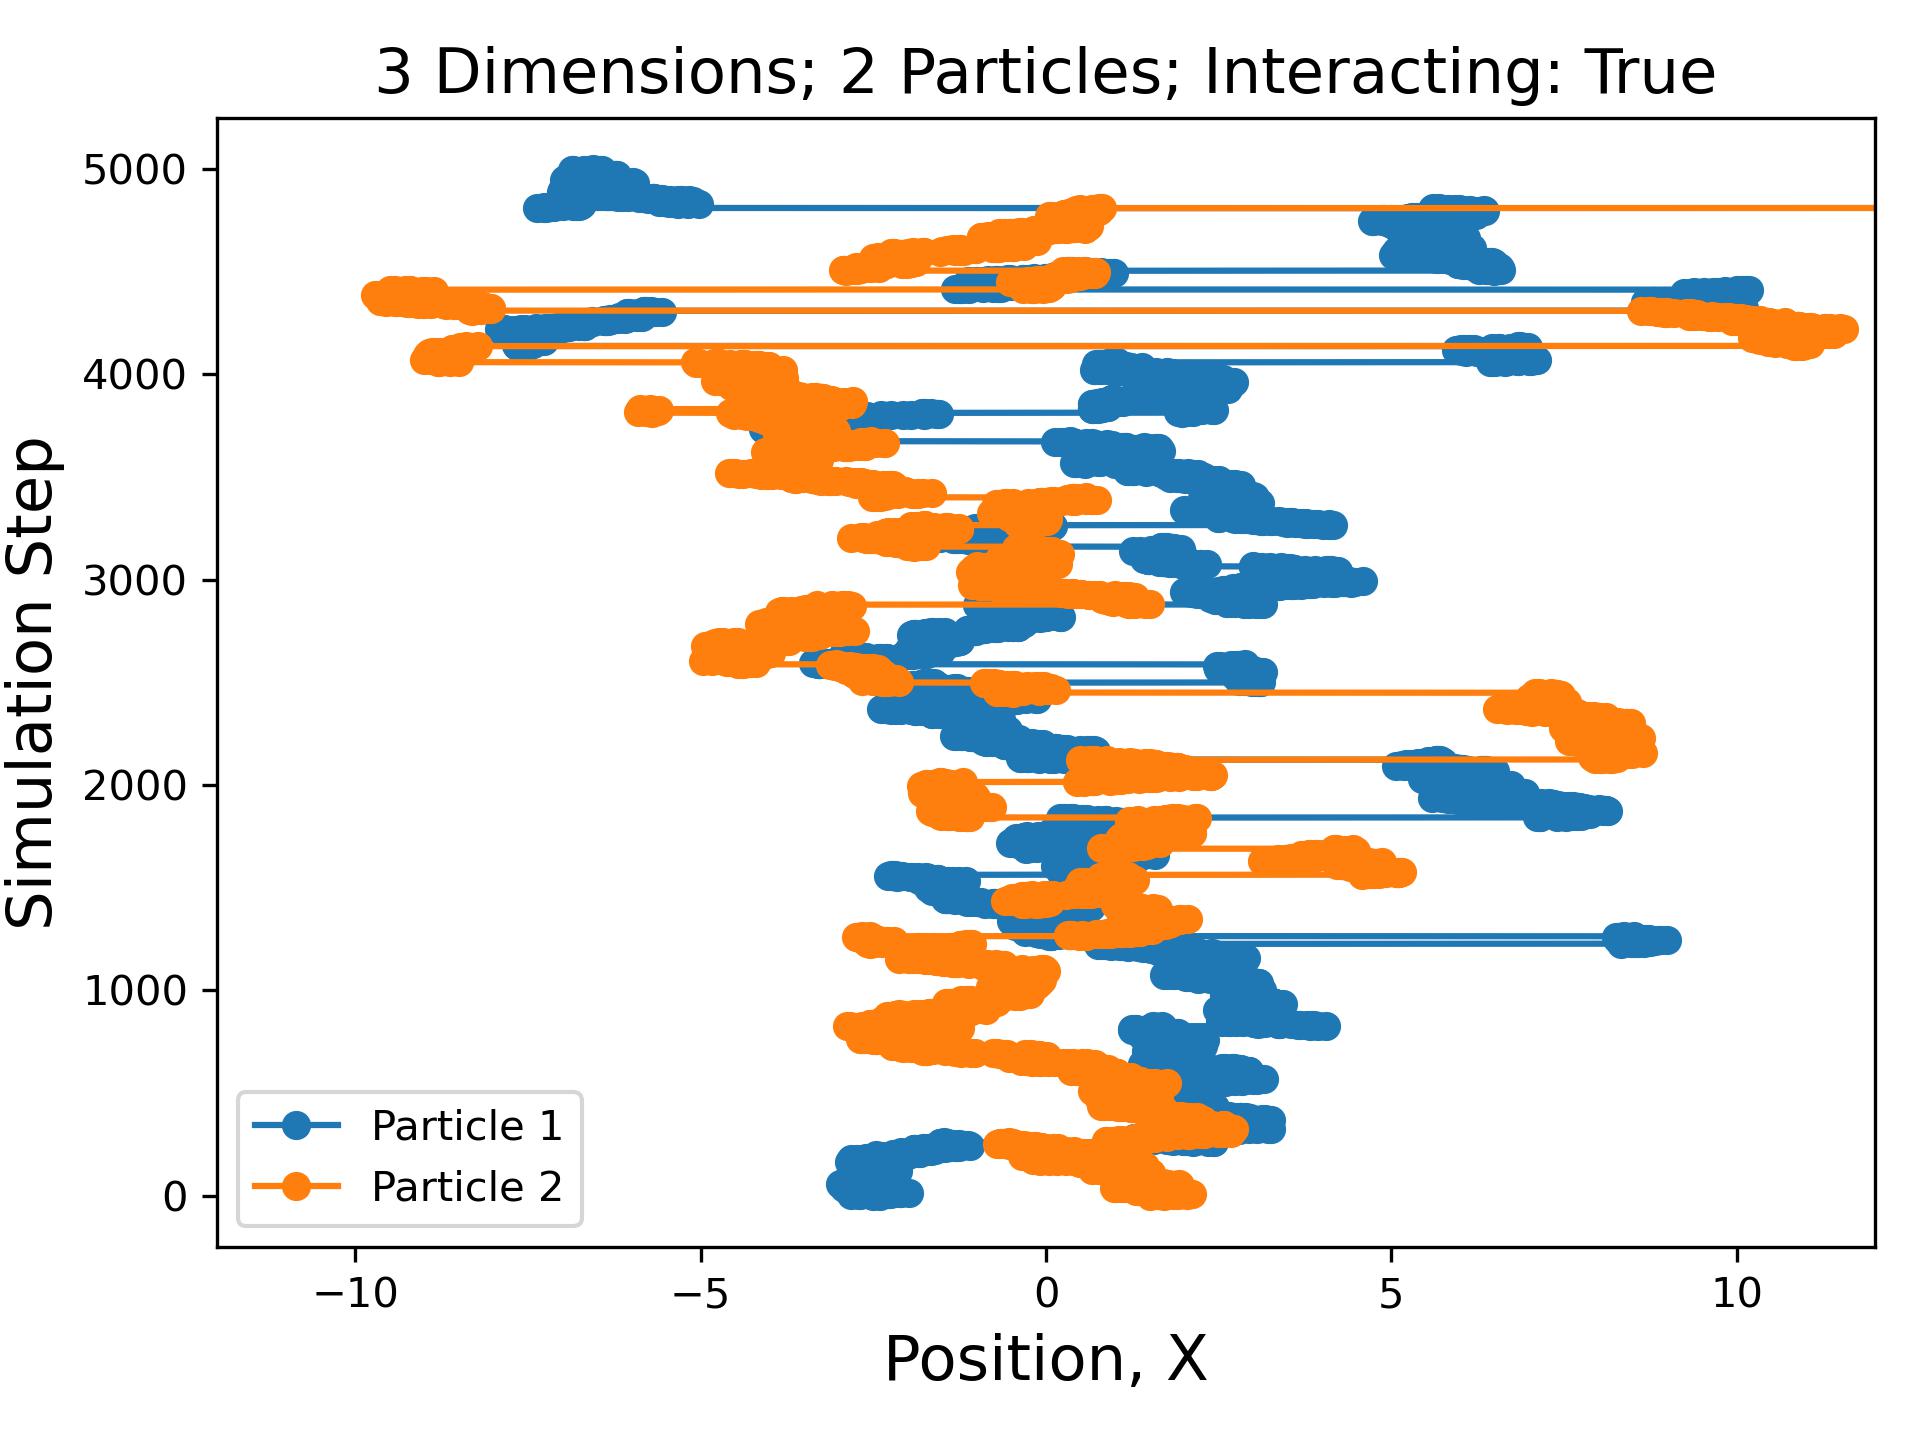 3 Dimensions; 2 Particles; Interacting: True
Simulation Step
5000
4000
3000
2000
1000
0
Particle 1
Particle 2
−10
−5
0
5
10
Position, X